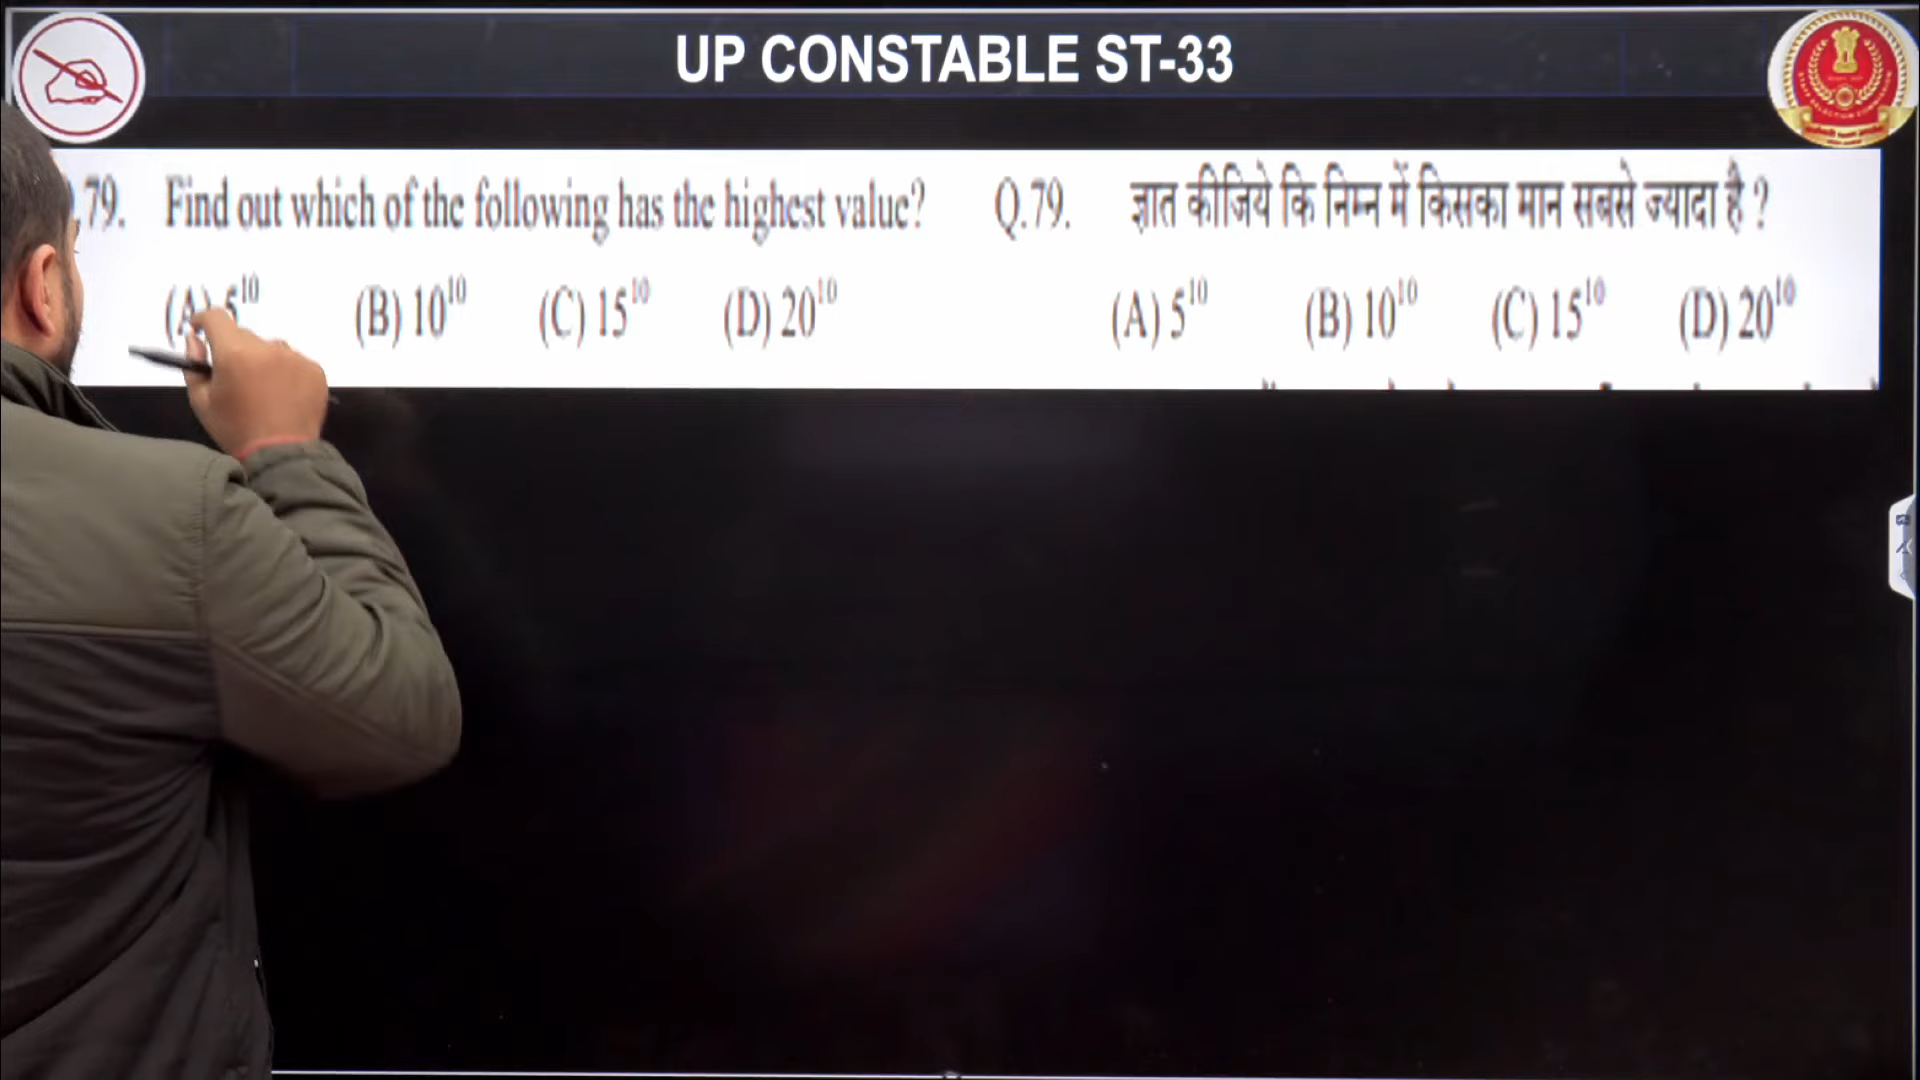 UP CONSTABLE ST-33
.79. Find out which of the following has the highest value?
(A) 5¹⁰ (B) 10¹⁰ (C) 15¹⁰ (D) 20¹⁰
Q.79. ज्ञात कीजिये कि निम्न में किसका मान सबसे ज्यादा है ?
(A) 5¹⁰ (B) 10¹⁰ (C) 15¹⁰ (D) 20¹⁰